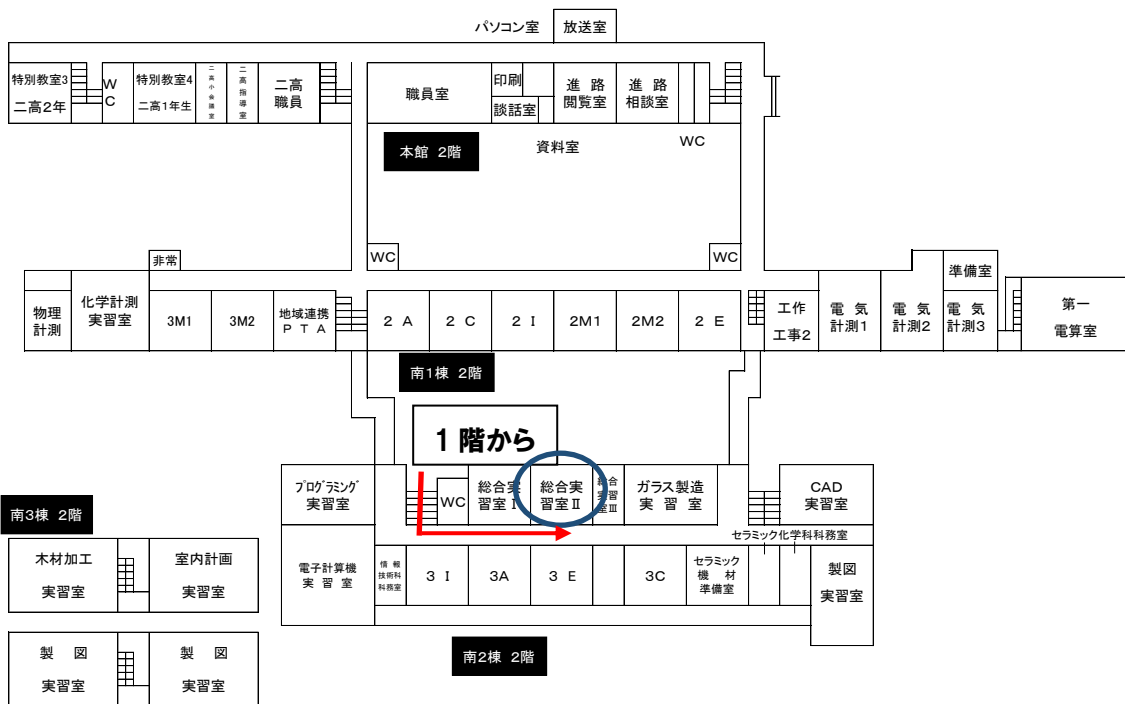 パソコン室
放送室
特別教室3
二高2年
W
C
特別教室4
二高1年生
二高小会議室
二高指導室
二高
職員
職員室
印刷
談話室
進 路
閲覧室
進 路
相談室
本館 2階
資料室
WC
WC
WC
非常
準備室
物理
計測
化学計測
実習室
3M1
3M2
地域連携
P T A
2 A
2 C
2 I
2M1
2M2
2 E
工作
工事2
電 気
計測1
電 気
計測2
電 気
計測3
第一
電算室
南1棟 2階
1階から
プログラミング
実習室
WC
総合実
習室Ⅰ
総合実
習室Ⅱ
総合
実習
室Ⅲ
ガラス製造
実 習 室
CAD
実習室
南3棟 2階
セラミック化学科科務室
木材加工
実習室
室内計画
実習室
電子計算機
実 習 室
情 報
技術科
科務室
3 I
3A
3 E
3C
セラミック
機 材
準備室
製図
実習室
製 図
実習室
製 図
実習室
南2棟 2階